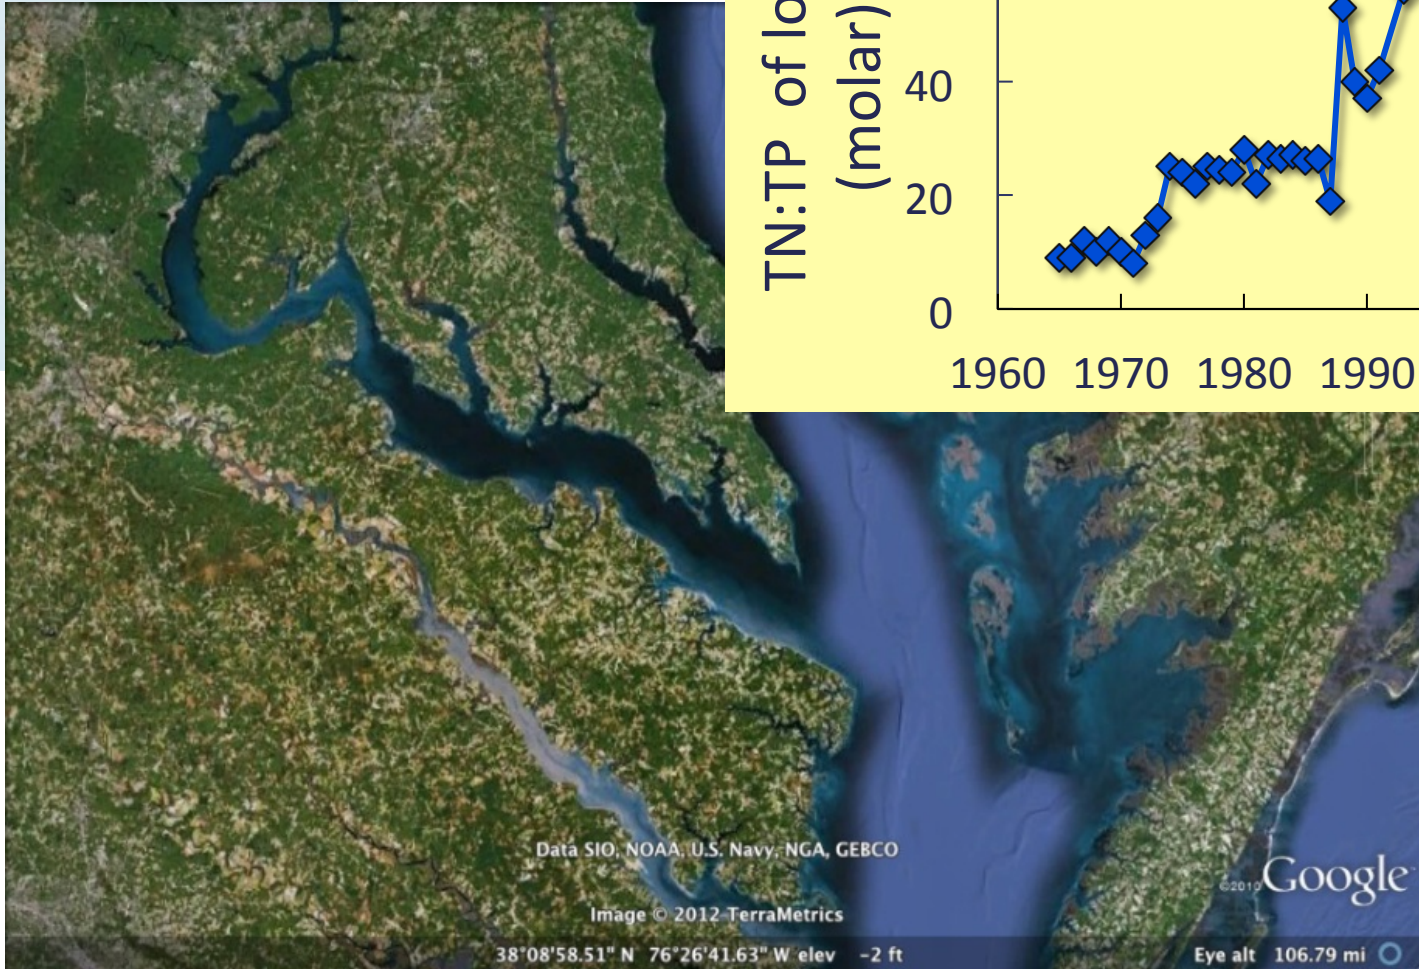 TN:TP of lo
(molar)
40
20
0
1960 1970 1980 1990
Data SIO, NOAA, U.S. Navy, NGA, GEBCO
©2010 Google
Image © 2012 TerraMetrics
38°08'58.51" N 76°26'41.63" W elev -2 ft
Eye alt 106.79 mi